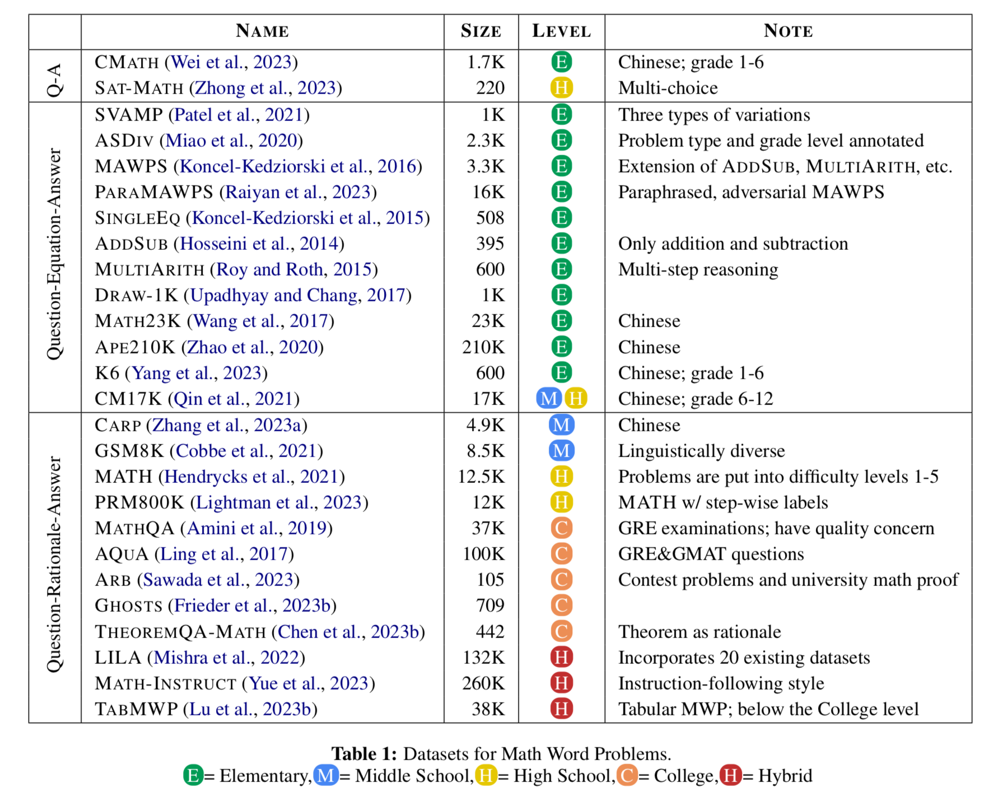 NAME SIZE LEVEL NOTE
Q-A
CMATH (Wei et al., 2023) 1.7K E Chinese; grade 1-6
SAT-MATH (Zhong et al., 2023) 220 H Multi-choice
Question-Equation-Answer
SVAMP (Patel et al., 2021) 1K E Three types of variations
ASDIV (Miao et al., 2020) 2.3K E Problem type and grade level annotated
MAWPS (Koncel-Kedziorski et al., 2016) 3.3K E Extension of ADDSUB, MULTIARITH, etc.
PARAMAWPS (Raiyan et al., 2023) 16K E Paraphrased, adversarial MAWPS
SINGLEEQ (Koncel-Kedziorski et al., 2015) 508 E
ADDSUB (Hosseini et al., 2014) 395 E Only addition and subtraction
MULTIARITH (Roy and Roth, 2015) 600 E Multi-step reasoning
DRAW-1K (Upadhyay and Chang, 2017) 1K E
MATH23K (Wang et al., 2017) 23K E Chinese
APE210K (Zhao et al., 2020) 210K E Chinese
K6 (Yang et al., 2023) 600 E Chinese; grade 1-6
CM17K (Qin et al., 2021) 17K M H Chinese; grade 6-12
Question-Rationale-Answer
CARP (Zhang et al., 2023a) 4.9K M Chinese
GSM8K (Cobbe et al., 2021) 8.5K M Linguistically diverse
MATH (Hendrycks et al., 2021) 12.5K H Problems are put into difficulty levels 1-5
PRM800K (Lightman et al., 2023) 12K H MATH w/ step-wise labels
MATHQA (Amini et al., 2019) 37K C GRE examinations; have quality concern
AQUA (Ling et al., 2017) 100K C GRE&GMAT questions
ARB (Sawada et al., 2023) 105 C Contest problems and university math proof
GHOSTS (Frieder et al., 2023b) 709 C
THEOREMQA-MATH (Chen et al., 2023b) 442 C Theorem as rationale
LILA (Mishra et al., 2022) 132K H Incorporates 20 existing datasets
MATH-INSTRUCT (Yue et al., 2023) 260K H Instruction-following style
TABMWP (Lu et al., 2023b) 38K H Tabular MWP; below the College level
Table 1: Datasets for Math Word Problems.
E = Elementary, M = Middle School, H = High School, C = College, H = Hybrid